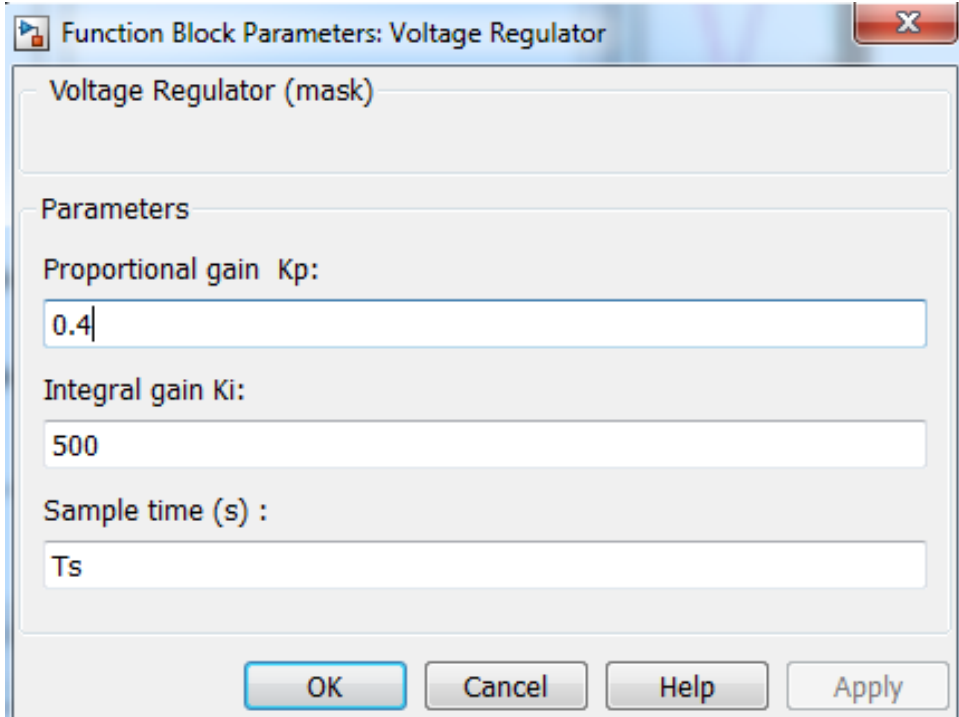 Function Block Parameters: Voltage Regulator
Voltage Regulator (mask)
Parameters
Proportional gain  Kp:
0.4
Integral gain Ki:
500
Sample time (s) :
Ts
OK Cancel Help Apply